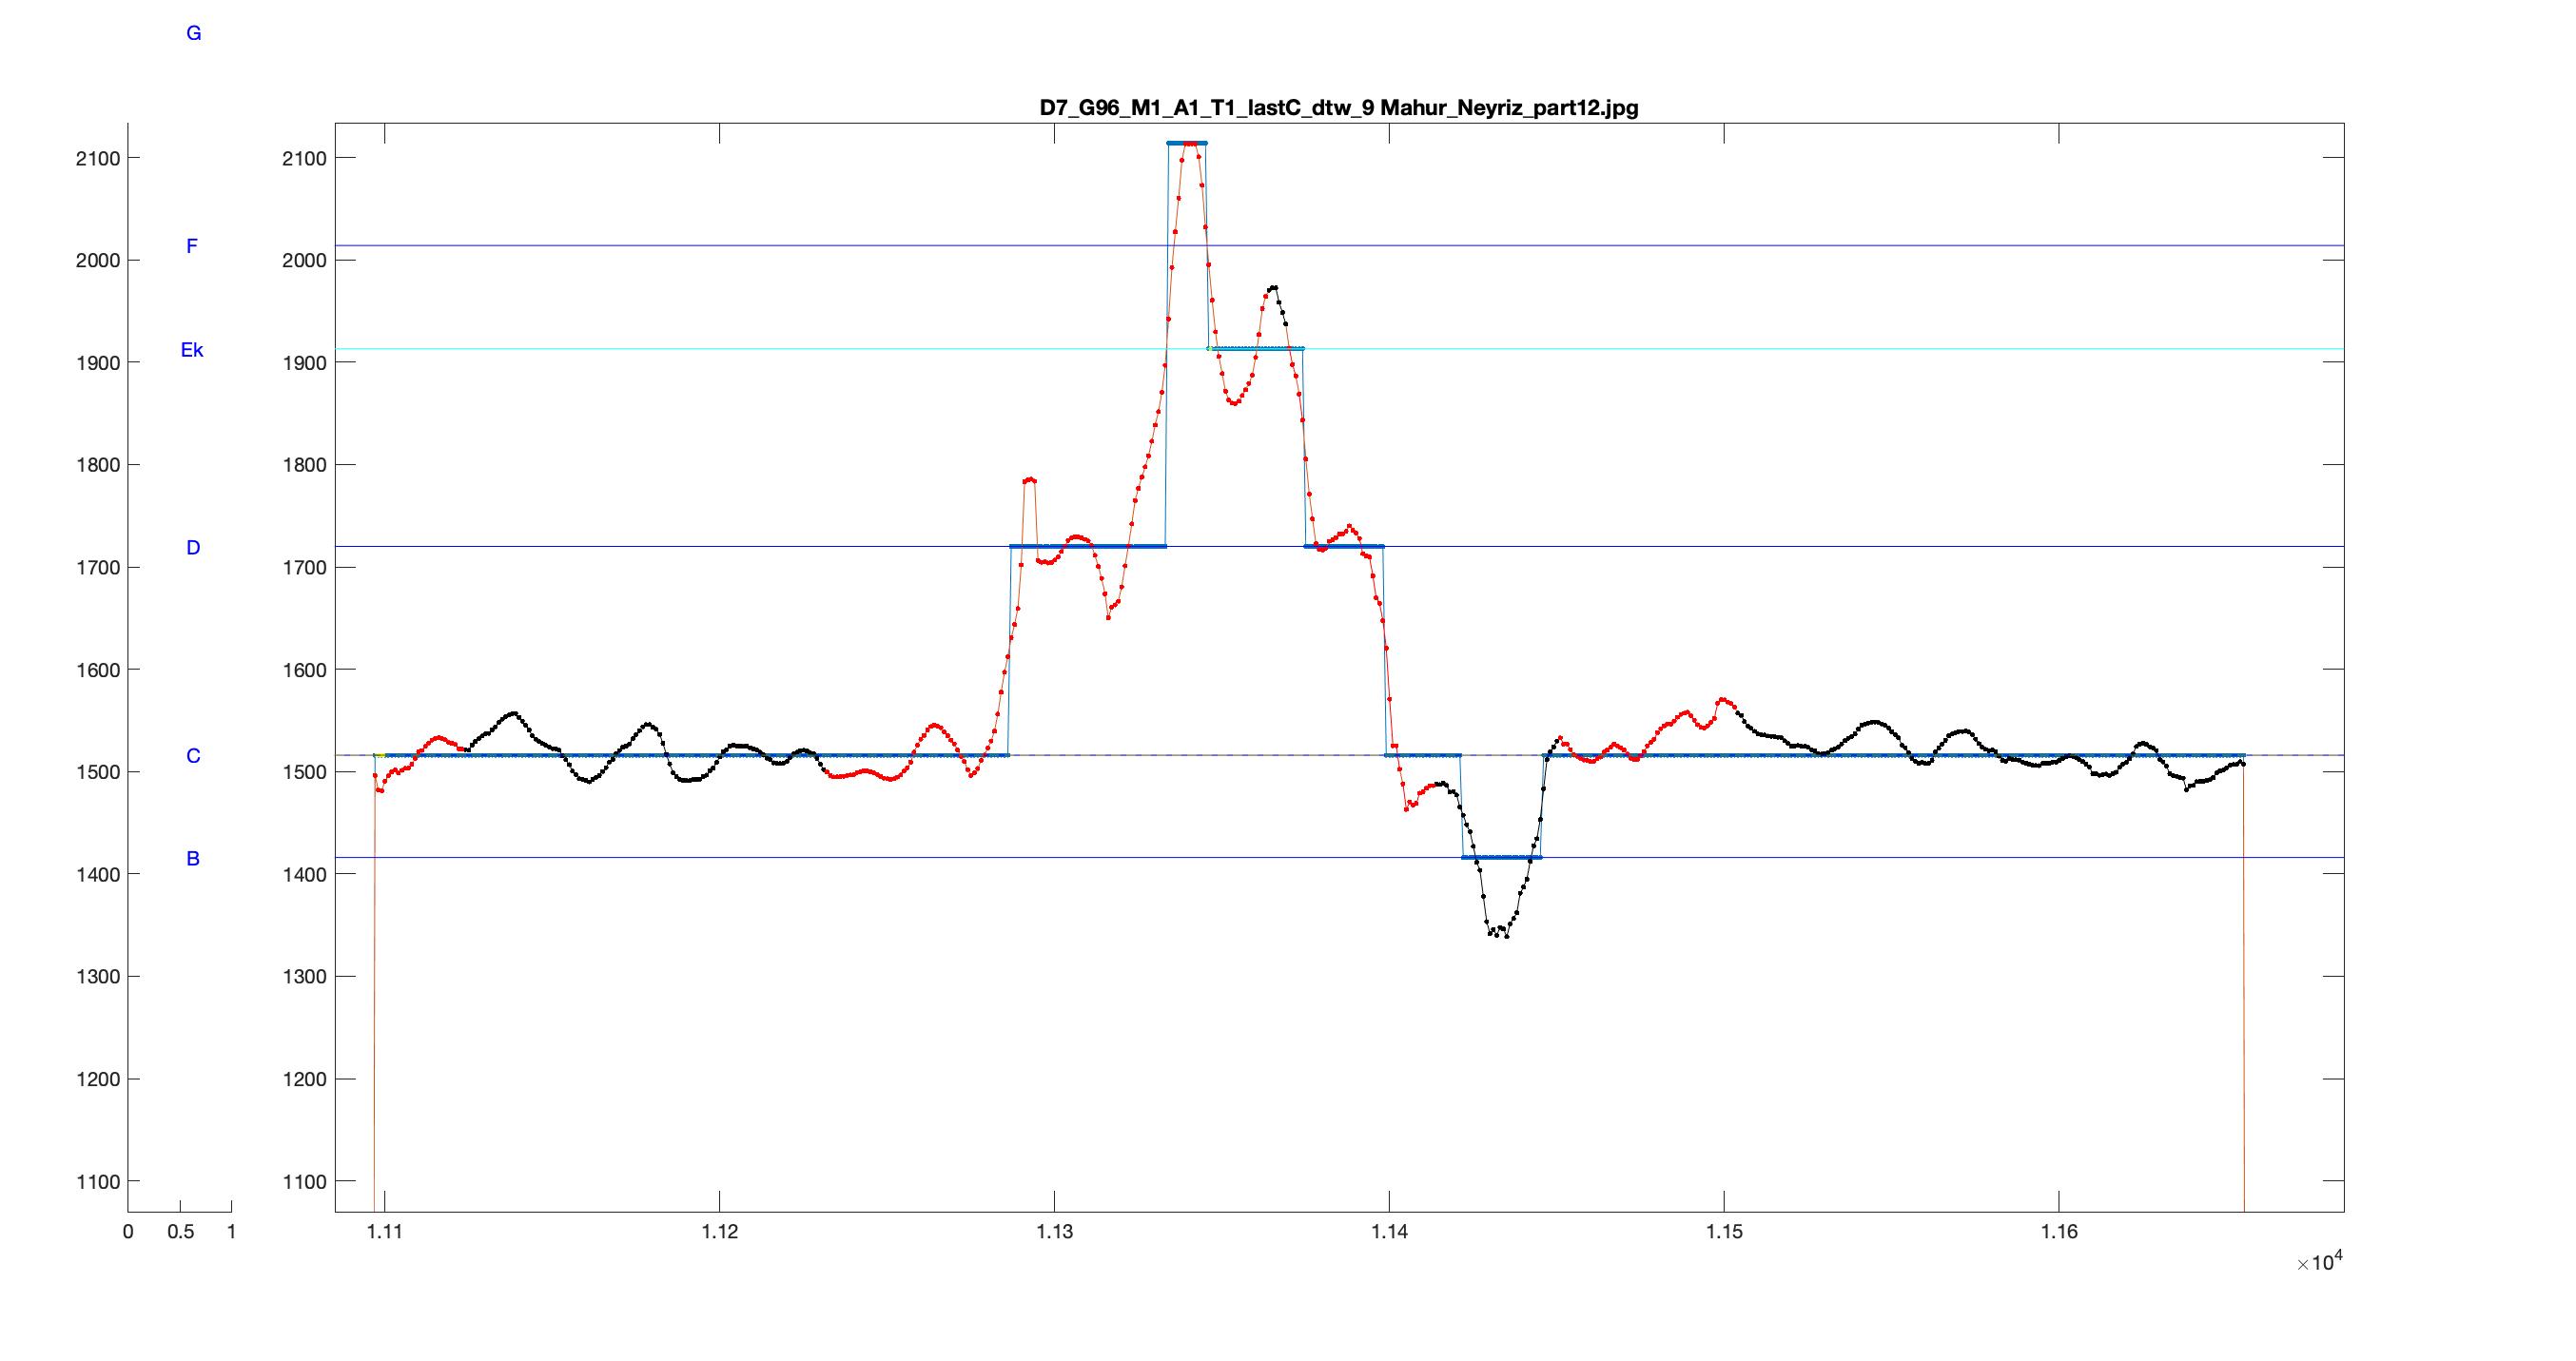 G
D7_G96_M1_A1_T1_lastC_dtw_9 Mahur_Neyriz_part12.jpg
2100 2100
F
2000 2000
Ek
1900 1900
1800 1800
D
1700 1700
1600 1600
C
1500 1500
B
1400 1400
1300 1300
1200 1200
1100 1100
0 0.5 1 1.11 1.12 1.13 1.14 1.15 1.16
×10⁴